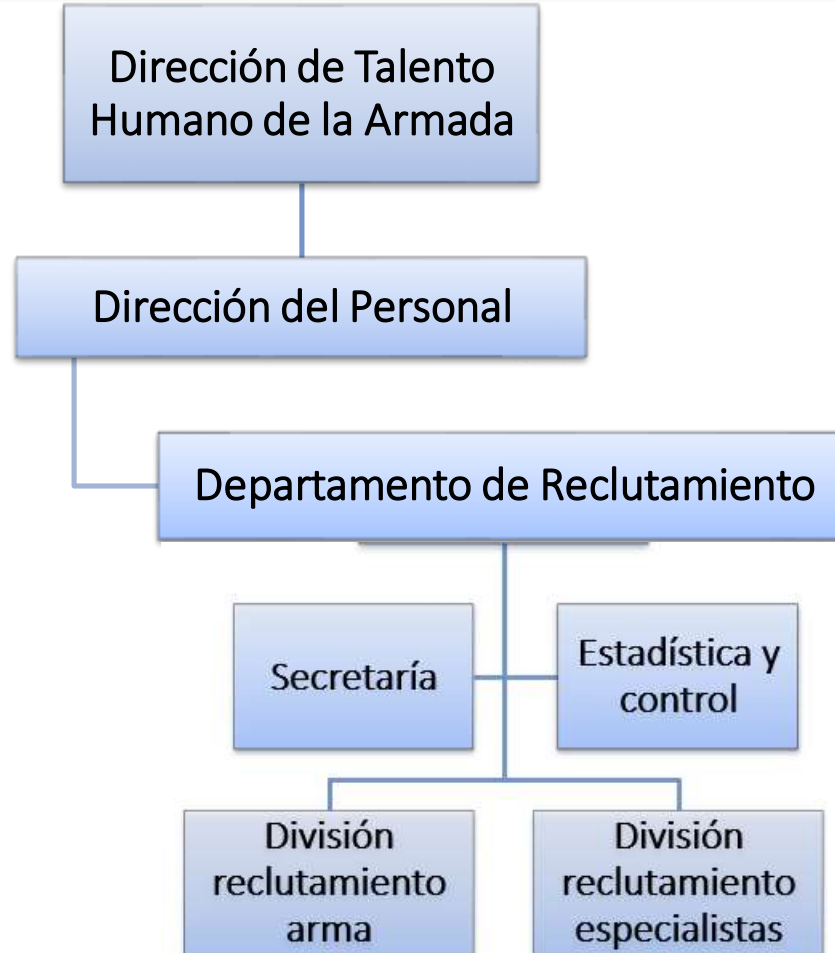 Dirección de Talento
Humano de la Armada
Dirección del Personal
Departamento de Reclutamiento
Secretaría
Estadística y
control
División
reclutamiento
arma
División
reclutamiento
especialistas